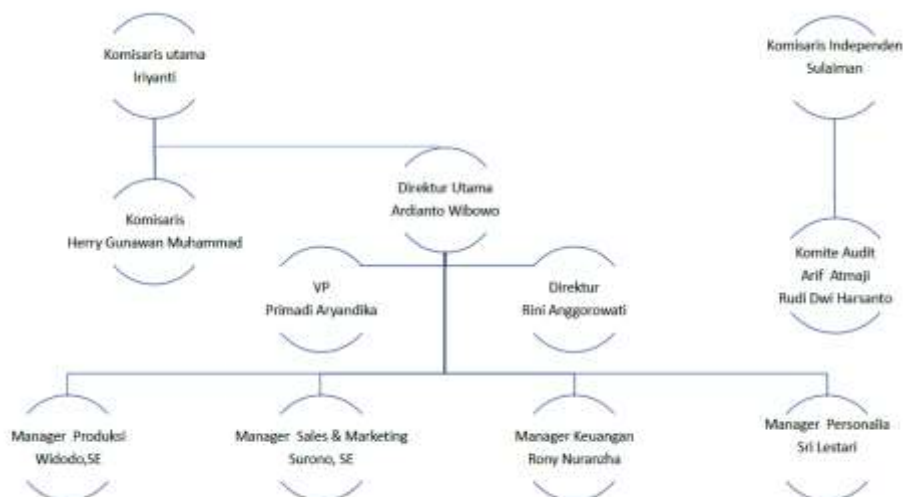 Komisaris utama
Iriyanti
Komisaris Independen
Sulaiman
Komisaris
Herry Gunawan Muhammad
Direktur Utama
Ardianto Wibowo
Komite Audit
Arif Atmaji
Rudi Dwi Harsanto
VP
Primadi Aryandika
Direktur
Rini Anggorowati
Manager Produksi
Widodo,SE
Manager Sales & Marketing
Surono, SE
Manager Keuangan
Rony Nuranzha
Manager Personalia
Sri Lestari